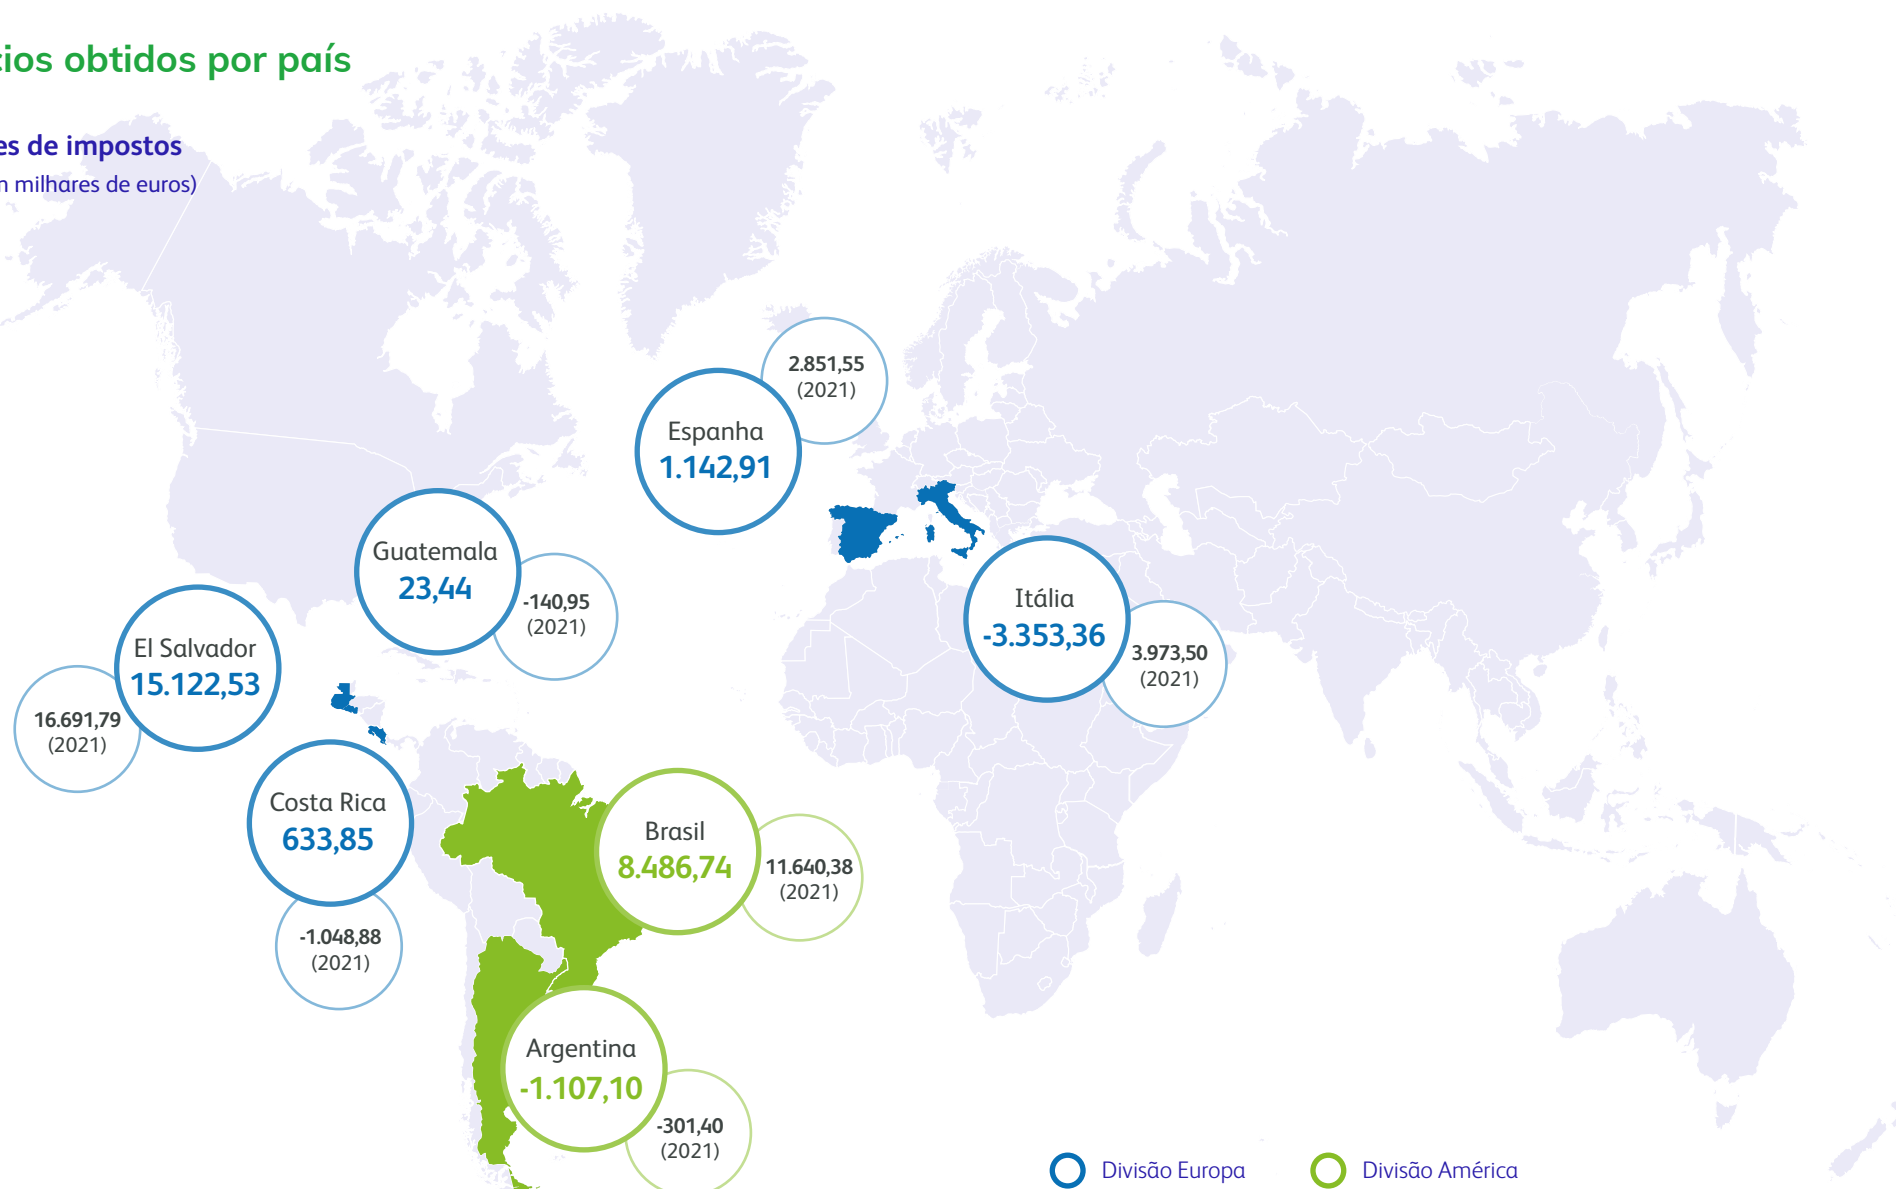 obtidos por país
de impostos
milhares de euros)
2.851,55
(2021)
Espanha
1.142,91
Guatemala
23,44
-140,95
(2021)
Itália
-3.353,36
3.973,50
(2021)
El Salvador
15.122,53
16.691,79
(2021)
Costa Rica
633,85
-1.048,88
(2021)
Brasil
8.486,74
11.640,38
(2021)
Argentina
-1.107,10
-301,40
(2021)
Divisão Europa
Divisão América